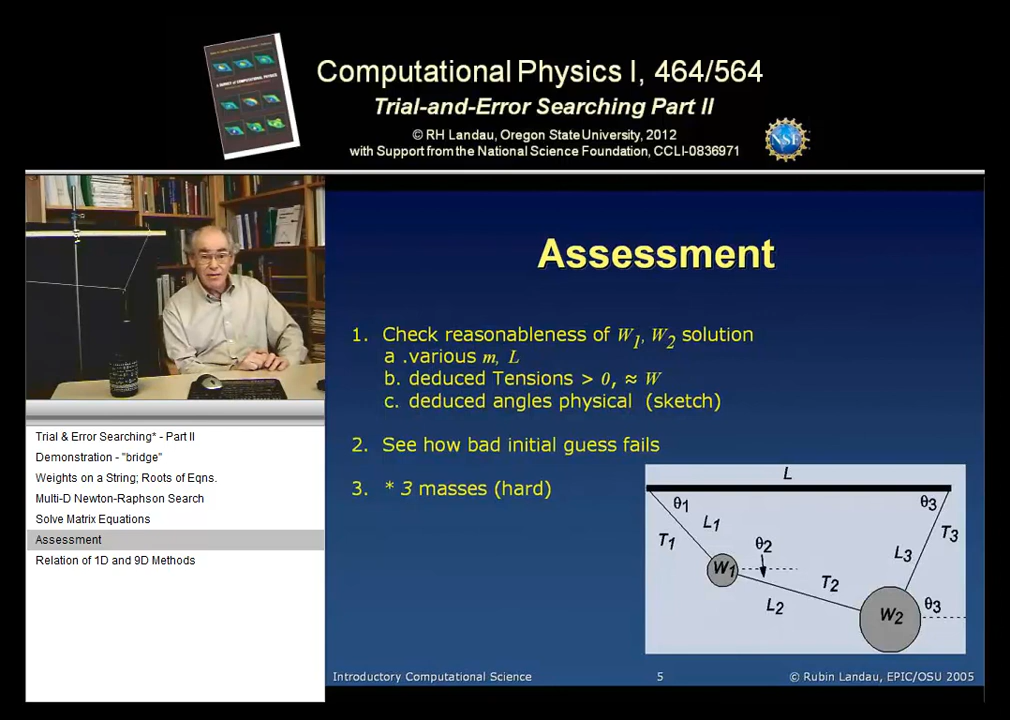 Computational Physics I, 464/564
Trial-and-Error Searching Part II
© RH Landau, Oregon State University, 2012
with Support from the National Science Foundation, CCLI-0836971
NSF
Trial & Error Searching* - Part II
Demonstration - "bridge"
Weights on a String; Roots of Eqns.
Multi-D Newton-Raphson Search
Solve Matrix Equations
Assessment
Relation of 1D and 9D Methods
Assessment
1. Check reasonableness of W1, W2 solution
a .various m, L
b. deduced Tensions > 0, ≈ W
c. deduced angles physical (sketch)
2. See how bad initial guess fails
3. * 3 masses (hard)
L
θ1
θ3
L1
T1
T3
θ2
L3
W1
T2
L2
W2
θ3
Introductory Computational Science
5
© Rubin Landau, EPIC/OSU 2005